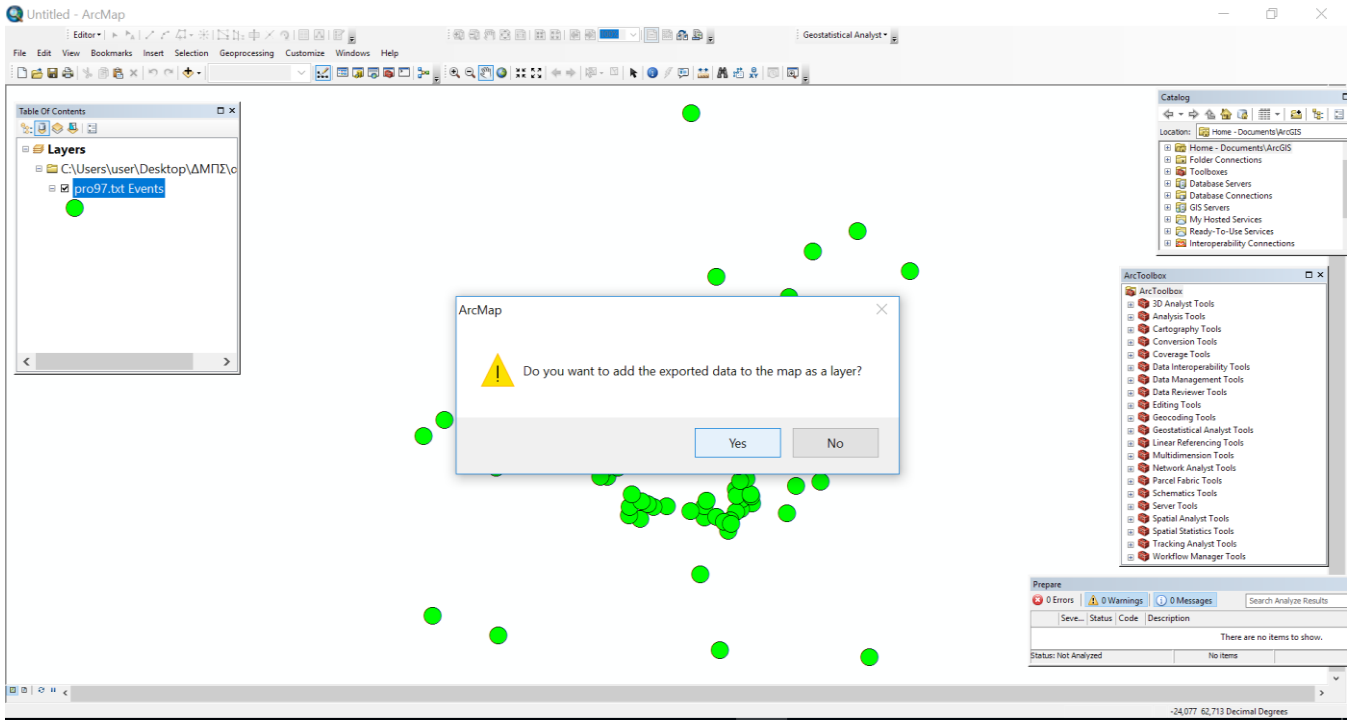 Untitled - ArcMap
Editor
Geostatistical Analyst
File Edit View Bookmarks Insert Selection Geoprocessing Customize Windows Help
Table Of Contents
Layers
C:\Users\user\Desktop\ΔΜΠΣ\c
pro97.txt Events
Catalog
Location: Home - Documents\ArcGIS
Home - Documents\ArcGIS
Folder Connections
Toolboxes
Database Servers
Database Connections
GIS Servers
My Hosted Services
Ready-To-Use Services
Interoperability Connections
ArcToolbox
ArcToolbox
3D Analyst Tools
Analysis Tools
Cartography Tools
Conversion Tools
Coverage Tools
Data Interoperability Tools
Data Management Tools
Data Reviewer Tools
Editing Tools
Geocoding Tools
Geostatistical Analyst Tools
Linear Referencing Tools
Multidimension Tools
Network Analyst Tools
Parcel Fabric Tools
Schematics Tools
Server Tools
Spatial Analyst Tools
Spatial Statistics Tools
Tracking Analyst Tools
Workflow Manager Tools
ArcMap
Do you want to add the exported data to the map as a layer?
Yes No
Prepare
0 Errors 0 Warnings 0 Messages Search Analyze Results
Seve... Status Code Description
There are no items to show.
Status: Not Analyzed No items
-24,077 62,713 Decimal Degrees